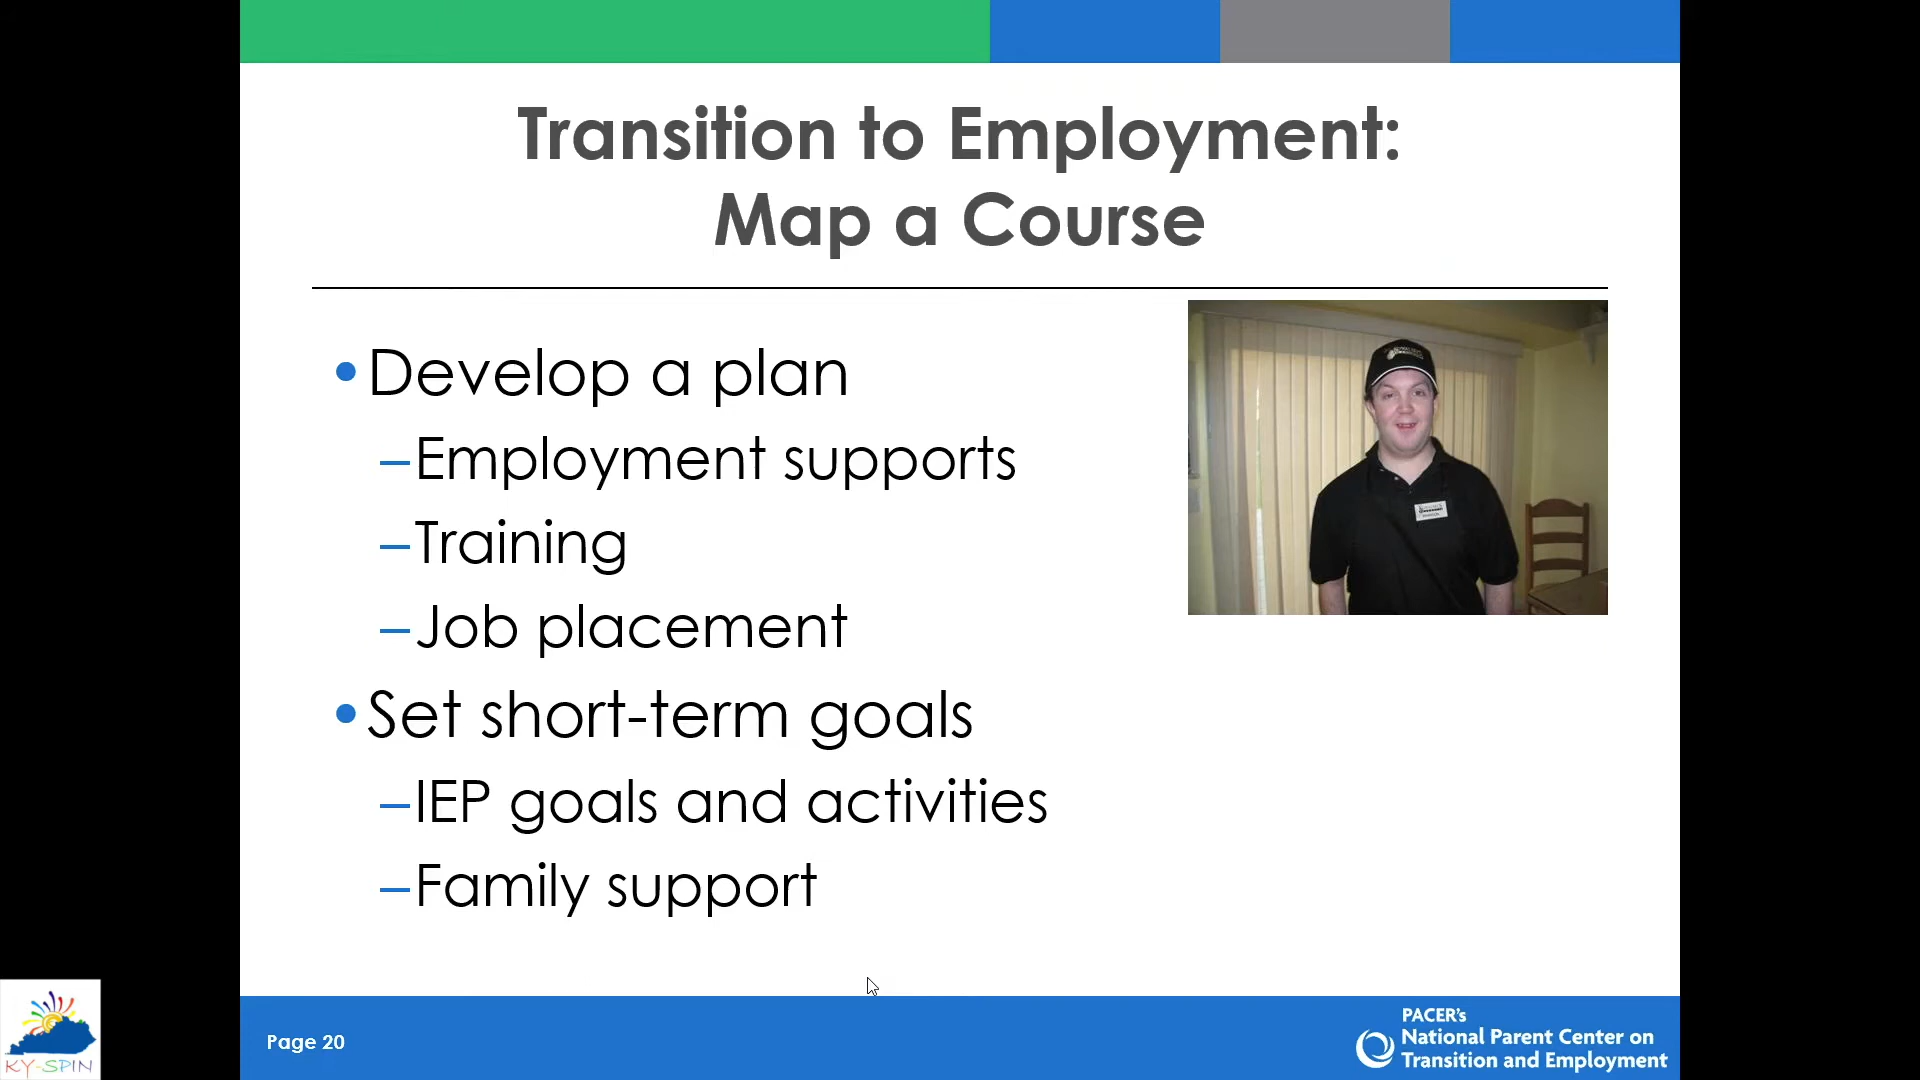 Transition to Employment:
Map a Course
•Develop a plan
–Employment supports
–Training
–Job placement
•Set short-term goals
–IEP goals and activities
–Family support
Page 20
PACER's
National Parent Center on
Transition and Employment
KY-SPIN